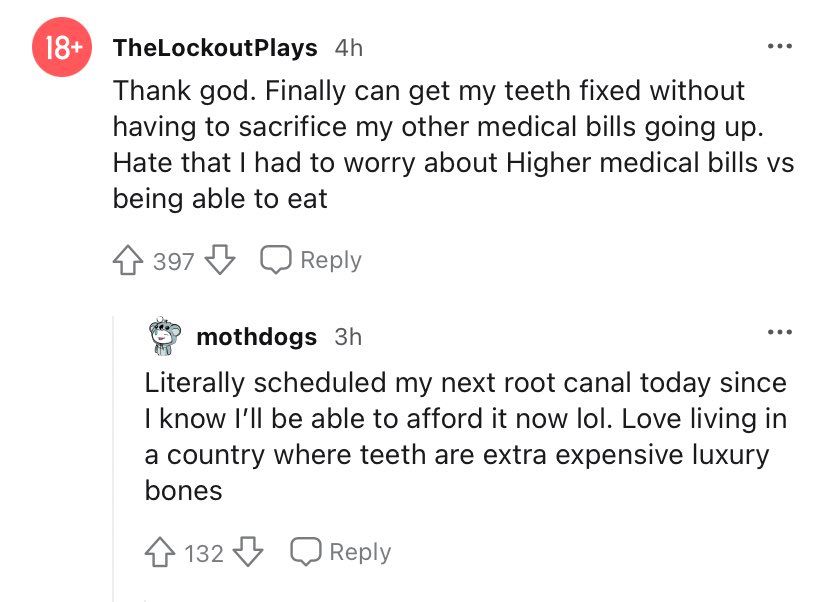 18+
TheLockoutPlays 4h
Thank god. Finally can get my teeth fixed without
having to sacrifice my other medical bills going up.
Hate that I had to worry about Higher medical bills vs
being able to eat
397 Reply
mothdogs 3h
Literally scheduled my next root canal today since
I know I’ll be able to afford it now lol. Love living in
a country where teeth are extra expensive luxury
bones
132 Reply